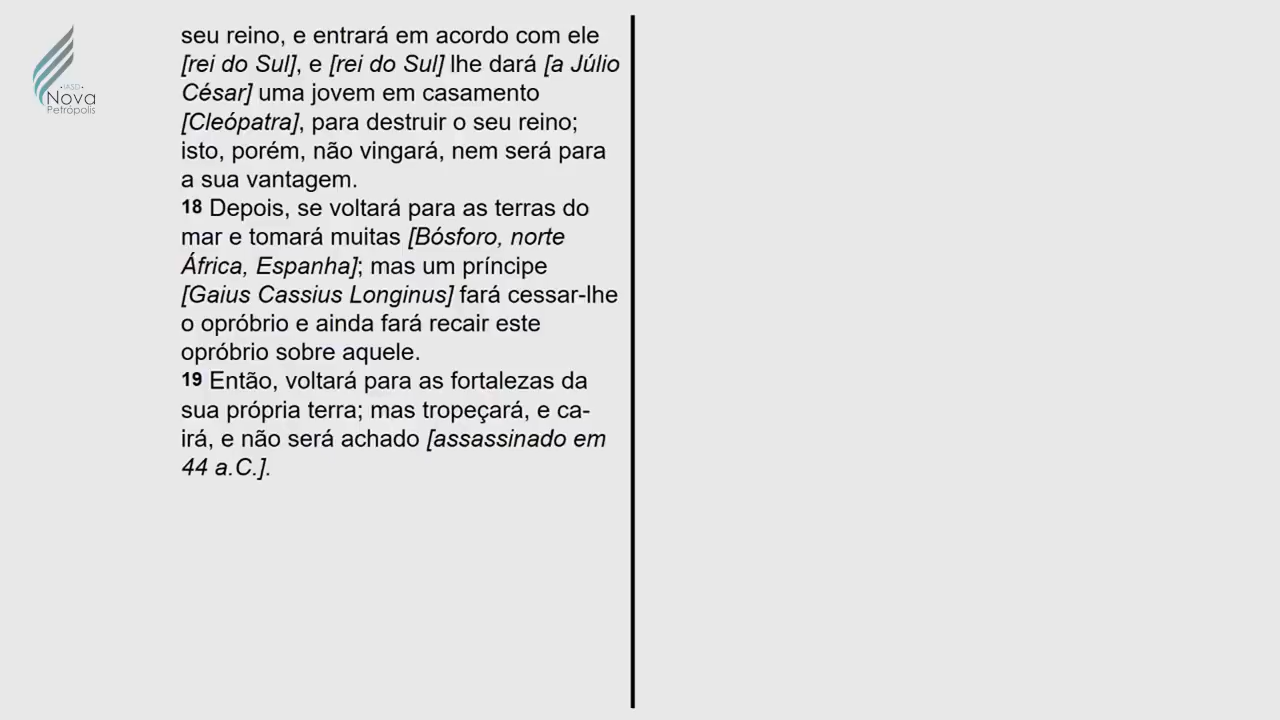 IASD
Nova
Petrópolis
seu reino, e entrará em acordo com ele
[rei do Sul], e [rei do Sul] lhe dará [a Júlio
César] uma jovem em casamento
[Cleópatra], para destruir o seu reino;
isto, porém, não vingará, nem será para
a sua vantagem.
18 Depois, se voltará para as terras do
mar e tomará muitas [Bósforo, norte
África, Espanha]; mas um príncipe
[Gaius Cassius Longinus] fará cessar-lhe
o opróbrio e ainda fará recair este
opróbrio sobre aquele.
19 Então, voltará para as fortalezas da
sua própria terra; mas tropeçará, e ca-
irá, e não será achado [assassinado em
44 a.C.].